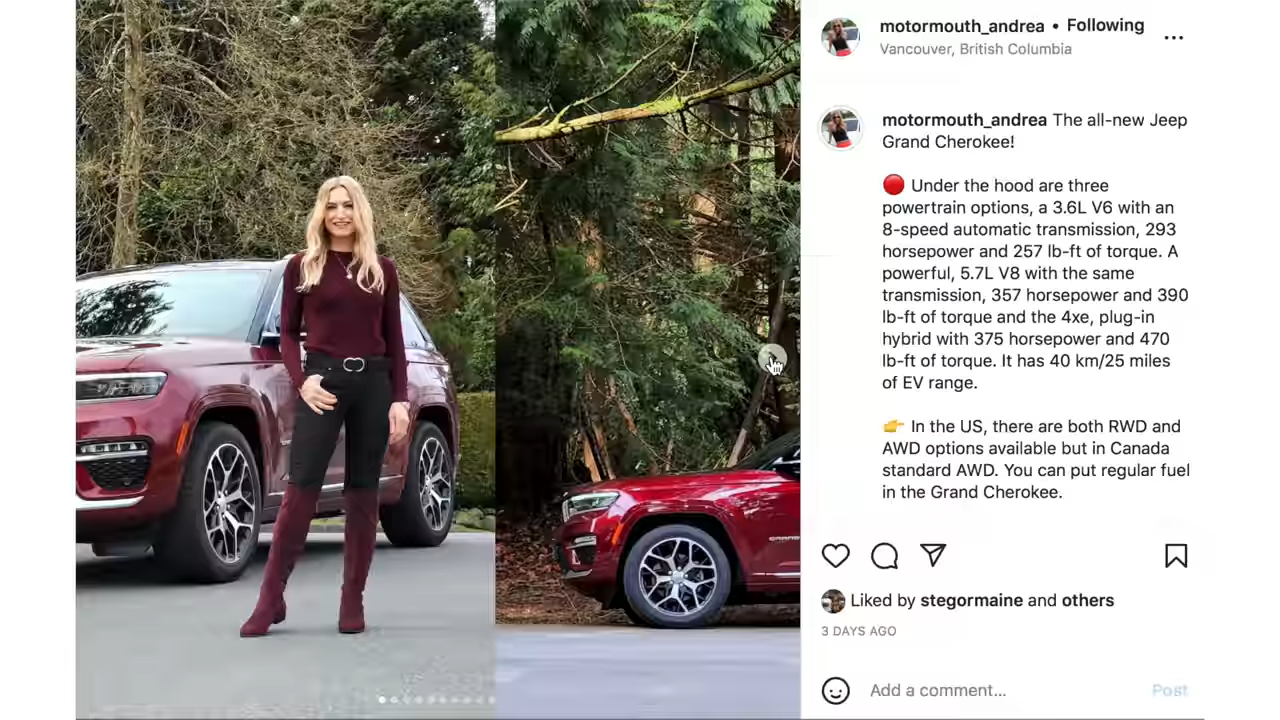 motormouth_andrea • Following
Vancouver, British Columbia
motormouth_andrea The all-new Jeep
Grand Cherokee!
🔴 Under the hood are three
powertrain options, a 3.6L V6 with an
8-speed automatic transmission, 293
horsepower and 257 lb-ft of torque. A
powerful, 5.7L V8 with the same
transmission, 357 horsepower and 390
lb-ft of torque and the 4xe, plug-in
hybrid with 375 horsepower and 470
lb-ft of torque. It has 40 km/25 miles
of EV range.
👉 In the US, there are both RWD and
AWD options available but in Canada
standard AWD. You can put regular fuel
in the Grand Cherokee.
Liked by stegormaine and others
3 DAYS AGO
Add a comment...
Post